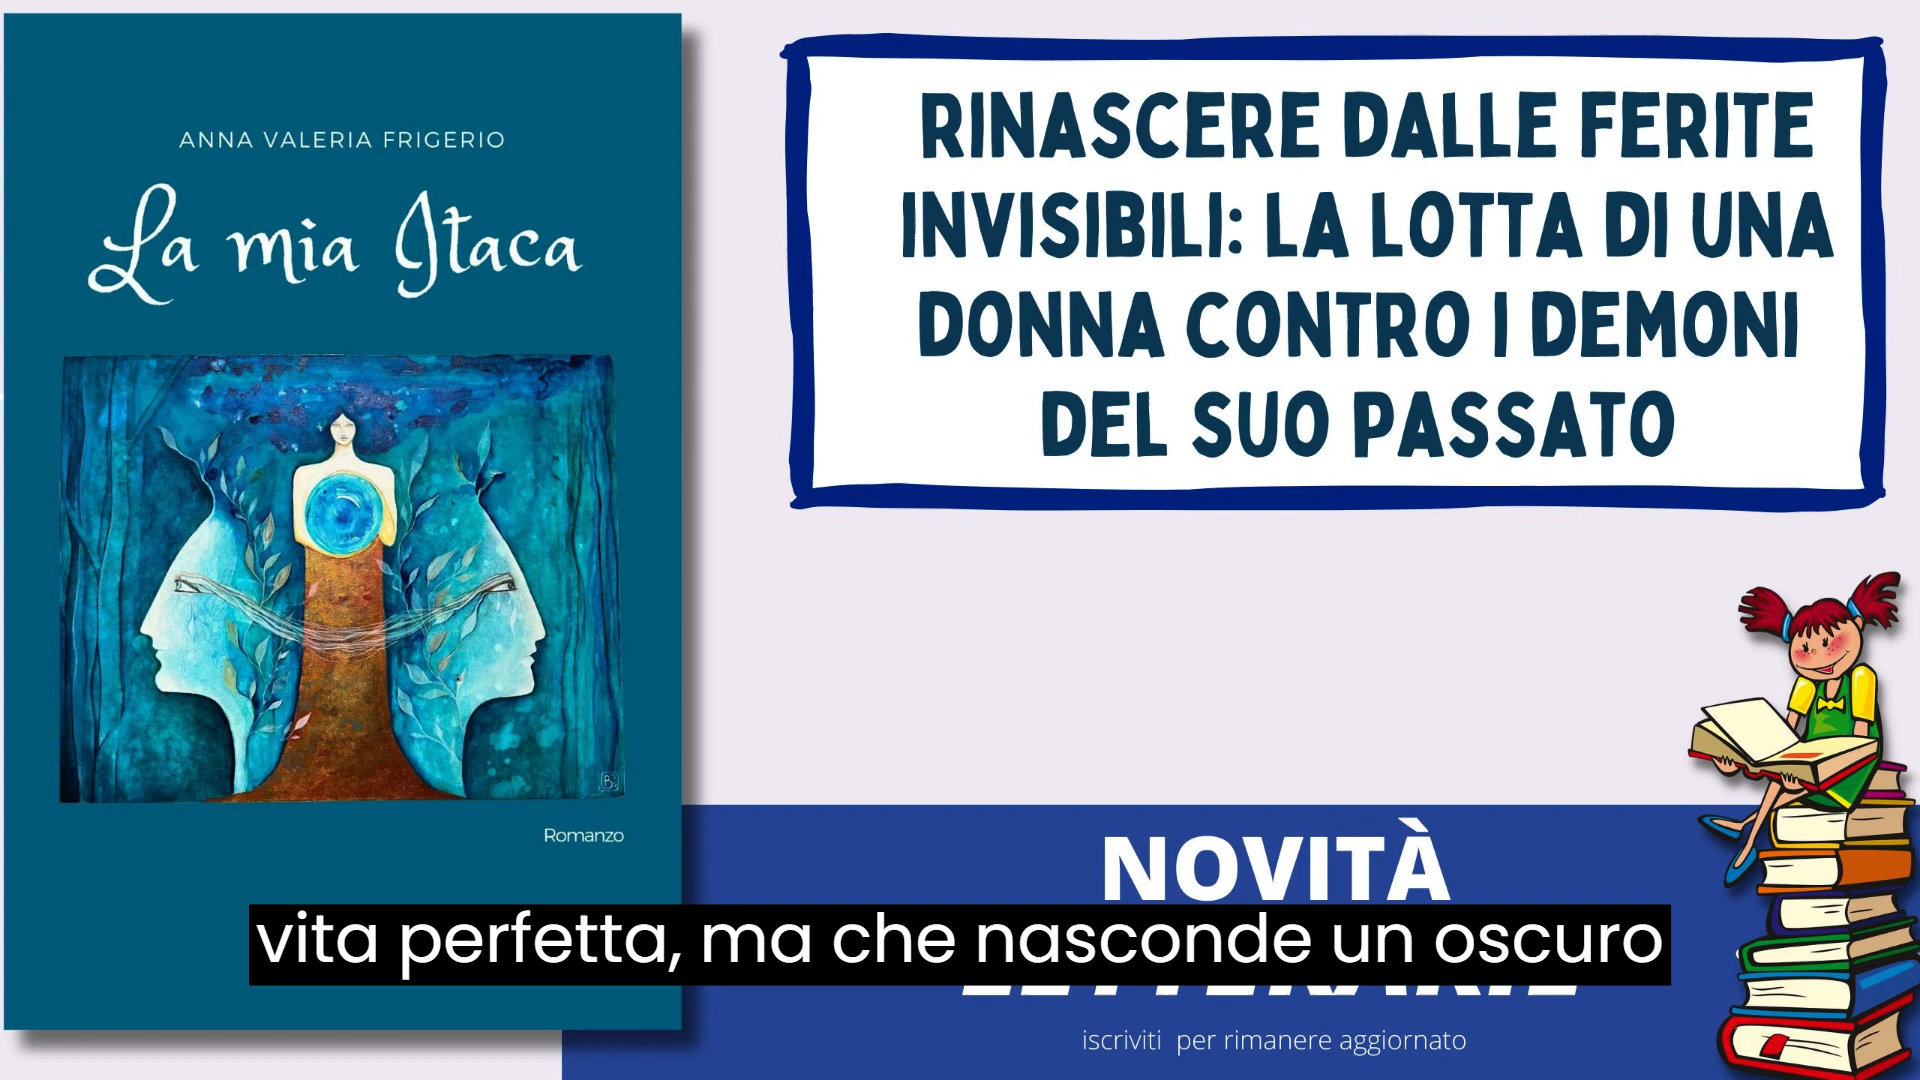 ANNA VALERIA FRIGERIO
La mia Itaca
Romanzo
RINASCERE DALLE FERITE
INVISIBILI: LA LOTTA DI UNA
DONNA CONTRO I DEMONI
DEL SUO PASSATO
NOVITÀ
vita perfetta, ma che nasconde un oscuro
iscriviti per rimanere aggiornato